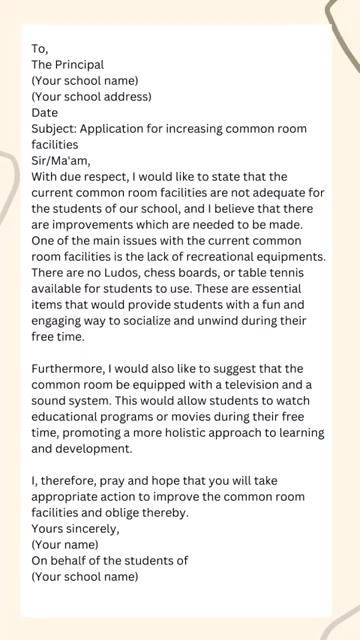 To,
The Principal
(Your school name)
(Your school address)
Date
Subject: Application for increasing common room
facilities
Sir/Ma'am,
With due respect, I would like to state that the
current common room facilities are not adequate for
the students of our school, and I believe that there
are improvements which are needed to be made.
One of the main issues with the current common
room facilities is the lack of recreational equipments.
There are no Ludos, chess boards, or table tennis
available for students to use. These are essential
items that would provide students with a fun and
engaging way to socialize and unwind during their
free time.
Furthermore, I would also like to suggest that the
common room be equipped with a television and a
sound system. This would allow students to watch
educational programs or movies during their free
time, promoting a more holistic approach to learning
and development.
I, therefore, pray and hope that you will take
appropriate action to improve the common room
facilities and oblige thereby.
Yours sincerely,
(Your name)
On behalf of the students of
(Your school name)